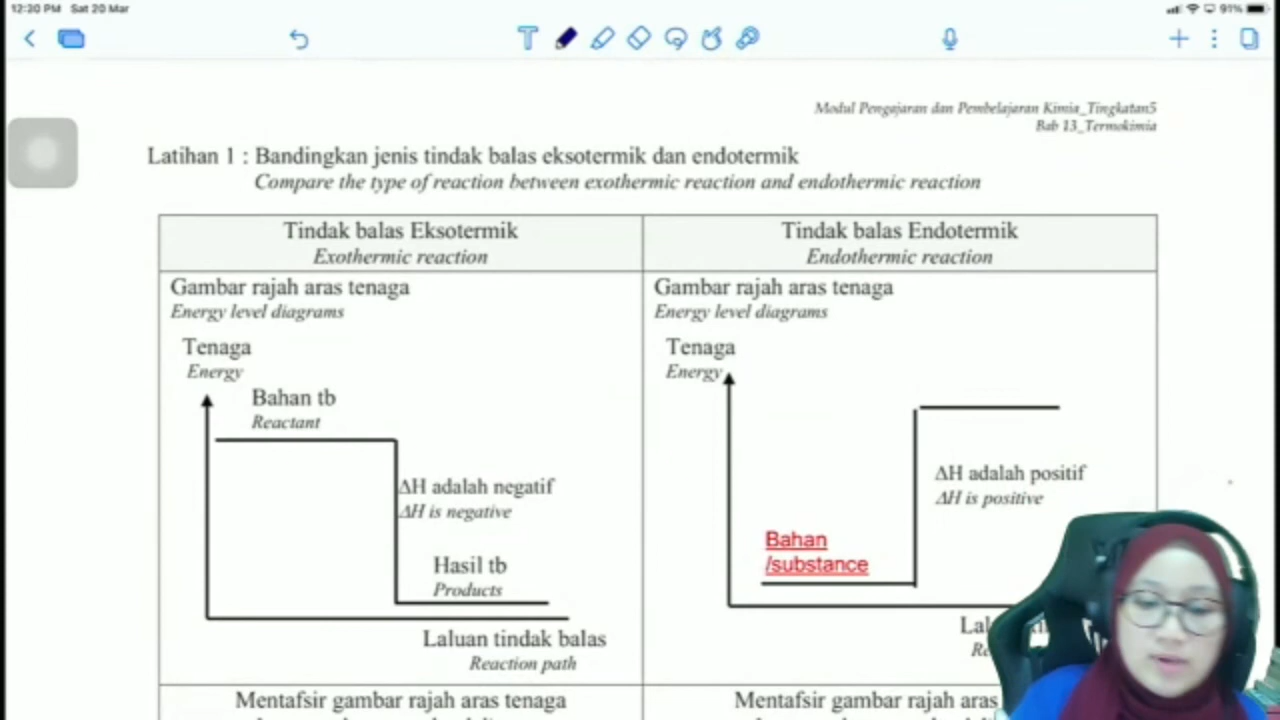 12:30 PM Sat 20 Mar
91%
Modul Pengajaran dan Pembelajaran Kimia_Tingkatan5
Bab 13_Termokimia
Latihan 1 : Bandingkan jenis tindak balas eksotermik dan endotermik
Compare the type of reaction between exothermic reaction and endothermic reaction
Tindak balas Eksotermik
Exothermic reaction
Gambar rajah aras tenaga
Energy level diagrams
Tenaga
Energy
Bahan tb
Reactant
ΔH adalah negatif
ΔH is negative
Hasil tb
Products
Laluan tindak balas
Reaction path
Mentafsir gambar rajah aras tenaga
Tindak balas Endotermik
Endothermic reaction
Gambar rajah aras tenaga
Energy level diagrams
Tenaga
Energy
ΔH adalah positif
ΔH is positive
Bahan
/substance
Mentafsir gambar rajah aras